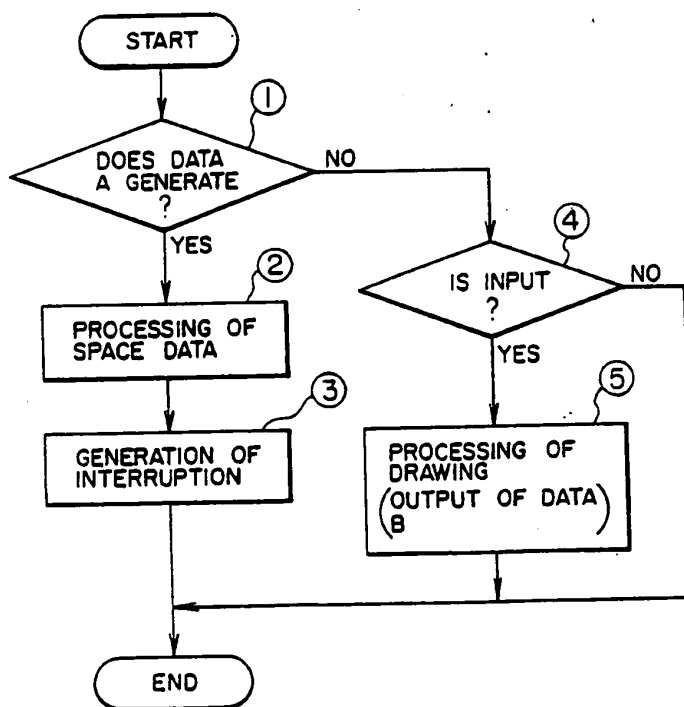 START
①
DOES DATA
A GENERATE
?
NO
YES
②
PROCESSING OF
SPACE DATA
③
GENERATION OF
INTERRUPTION
④
IS INPUT
?
NO
YES
⑤
PROCESSING OF
DRAWING
(OUTPUT OF DATA
B)
END